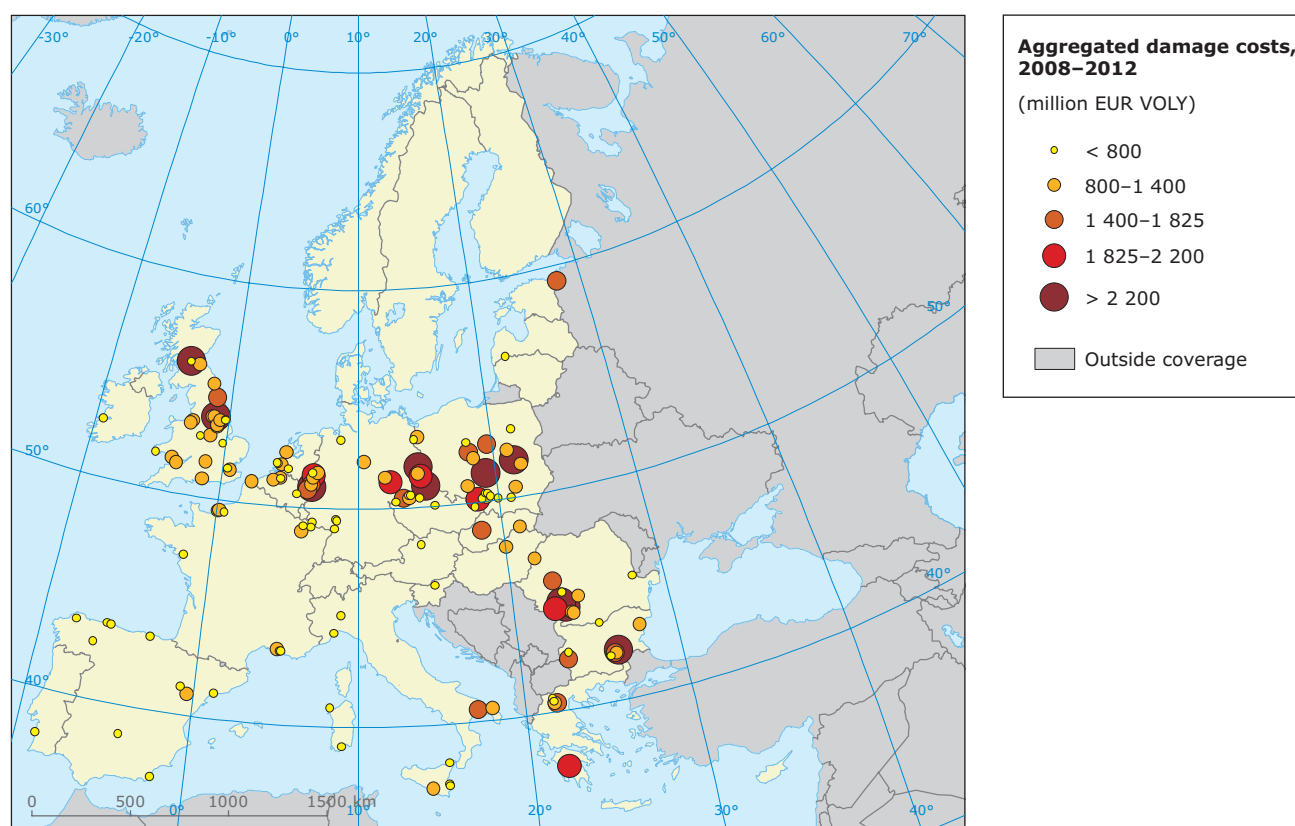 -30° -20° -10° 0° 10° 20° 30° 40° 50° 60° 70°
60°
50°
50°
40°
40°
0 500 1000 1500 km
0° 10° 20° 30° 40°
Aggregated damage costs,
2008–2012
(million EUR VOLY)
< 800
800–1 400
1 400–1 825
1 825–2 200
> 2 200
Outside coverage